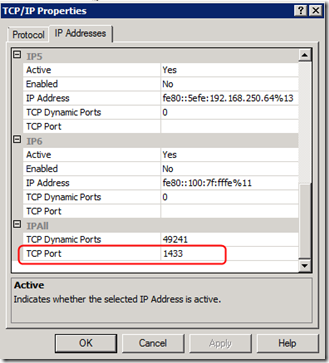 TCP/IP Properties
Protocol IP Addresses
IP5
Active Yes
Enabled No
IP Address fe80::5efe:192.168.250.64%13
TCP Dynamic Ports 0
TCP Port
IP6
Active Yes
Enabled No
IP Address fe80::100:7f:fffe%11
TCP Dynamic Ports 0
TCP Port
IPAll
TCP Dynamic Ports 49241
TCP Port 1433
Active
Indicates whether the selected IP Address is active.
OK Cancel Apply Help